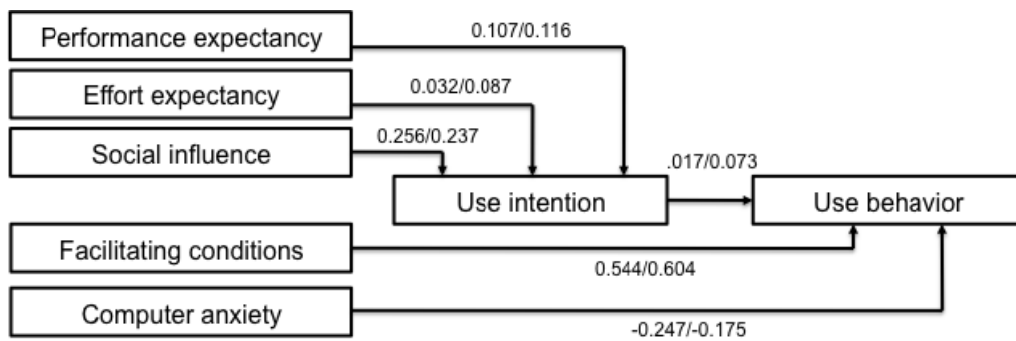 Performance expectancy
0.107/0.116
Effort expectancy
0.032/0.087
Social influence
0.256/0.237
.017/0.073
Use intention
Use behavior
Facilitating conditions
0.544/0.604
Computer anxiety
-0.247/-0.175